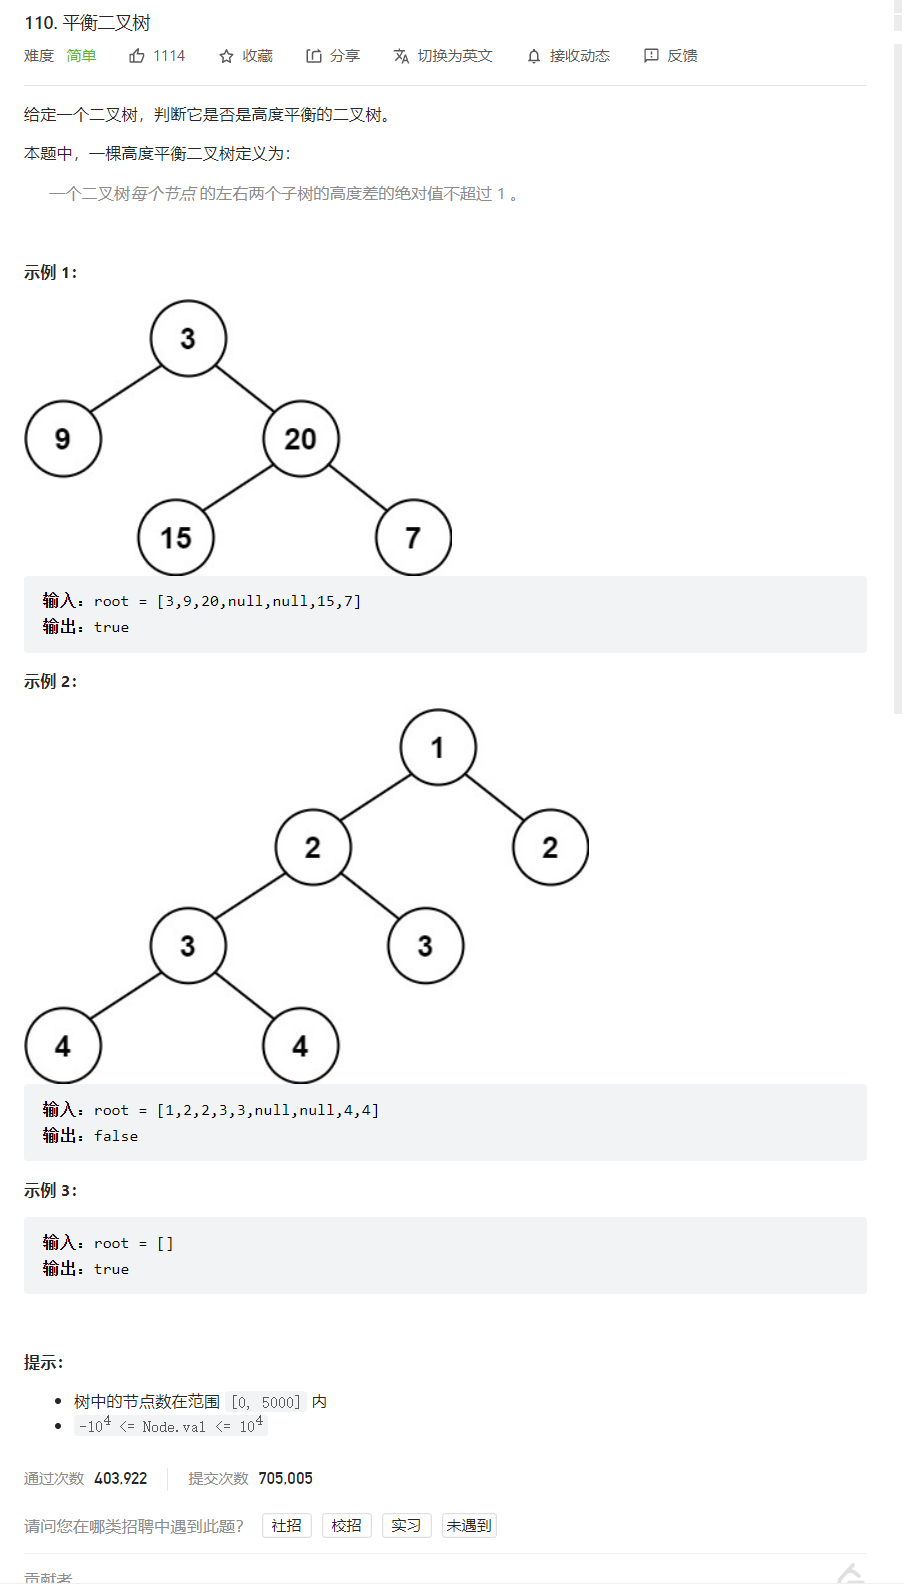 110. 平衡二叉树
难度 简单 1114 收藏 分享 切换为英文 接收动态 反馈
给定一个二叉树，判断它是否是高度平衡的二叉树。
本题中，一棵高度平衡二叉树定义为：
一个二叉树每个节点 的左右两个子树的高度差的绝对值不超过 1 。
示例 1：
3
9 20
15 7
输入：root = [3,9,20,null,null,15,7]
输出：true
示例 2：
1
2 2
3 3
4 4
输入：root = [1,2,2,3,3,null,null,4,4]
输出：false
示例 3：
输入：root = []
输出：true
提示：
• 树中的节点数在范围 [0, 5000] 内
• -10⁴ <= Node.val <= 10⁴
通过次数 403,922 提交次数 705,005
请问您在哪类招聘中遇到此题？ 社招 校招 实习 未遇到
贡献者